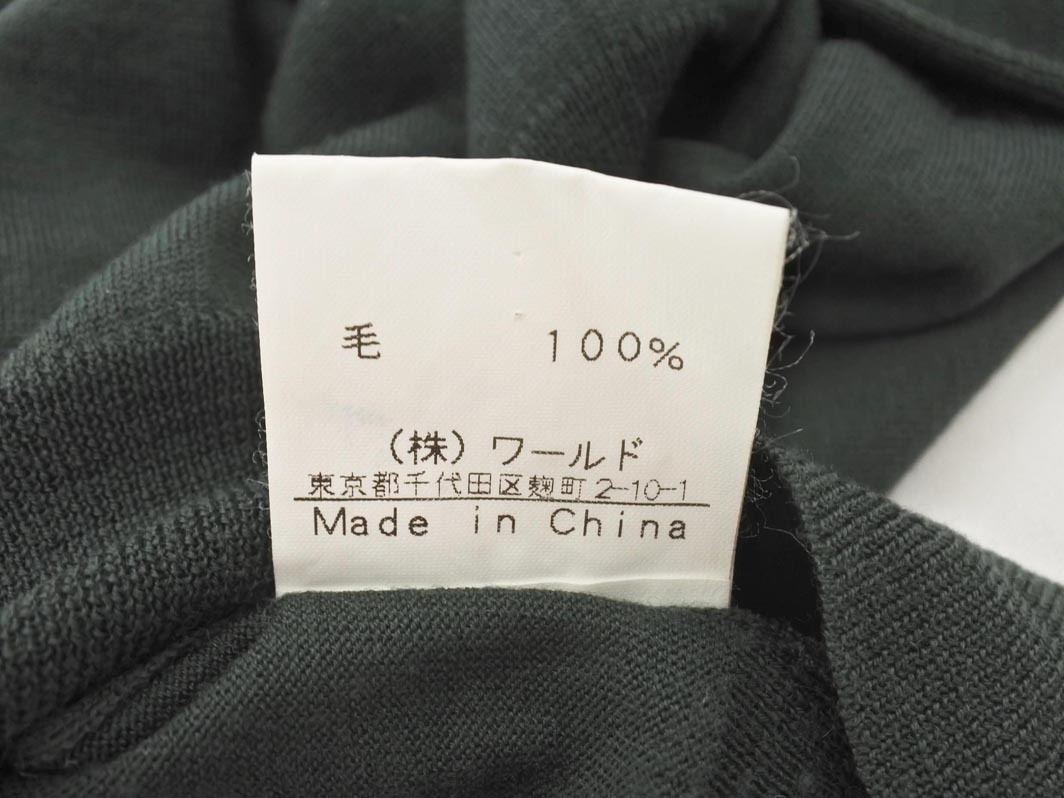 毛 100%
(株)ワールド
東京都千代田区麹町2-10-1
Made in China